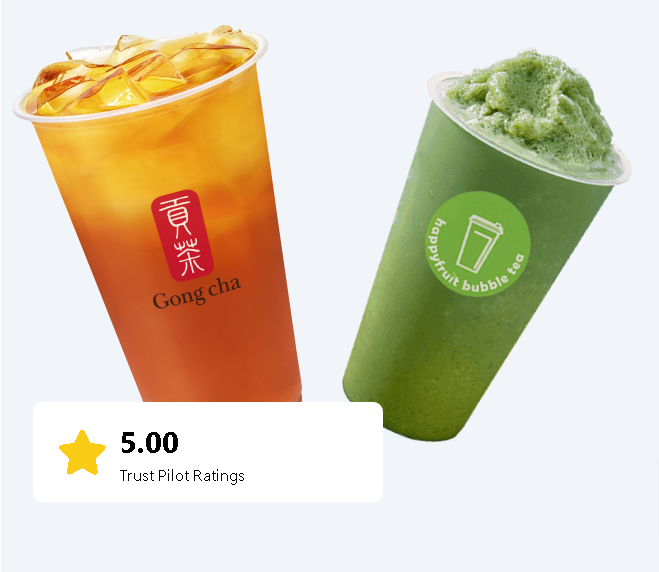 貢茶
Gong cha
happyfruit bubble tea
5.00
Trust Pilot Ratings